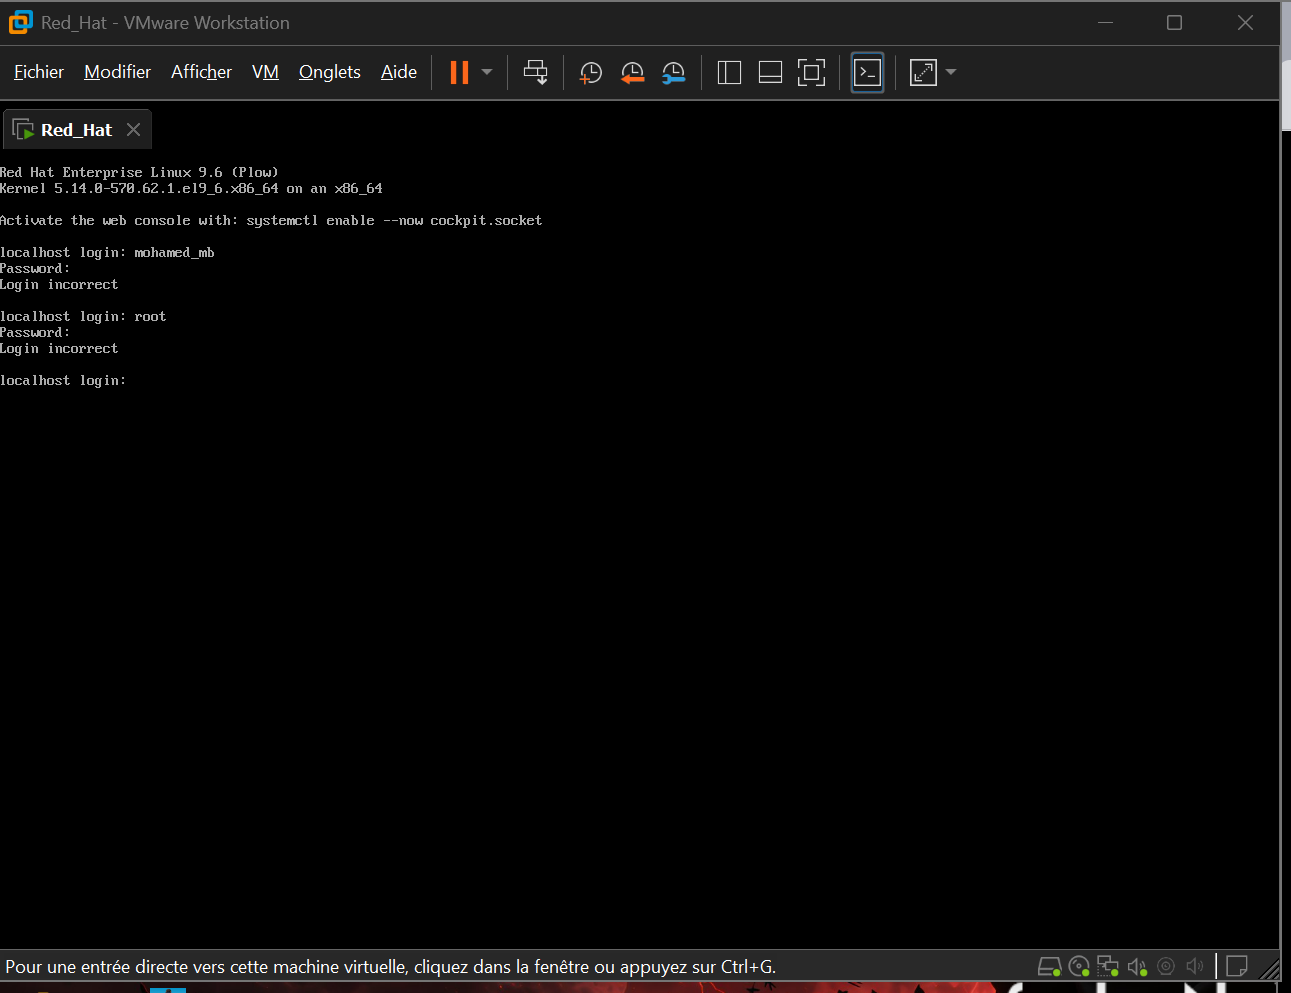 Red_Hat - VMware Workstation
Fichier Modifier Afficher VM Onglets Aide
Red_Hat
Red Hat Enterprise Linux 9.6 (Plow)
Kernel 5.14.0-570.62.1.el9_6.x86_64 on an x86_64
Activate the web console with: systemctl enable --now cockpit.socket
localhost login: mohamed_mb
Password:
Login incorrect
localhost login: root
Password:
Login incorrect
localhost login:
Pour une entrée directe vers cette machine virtuelle, cliquez dans la fenêtre ou appuyez sur Ctrl+G.